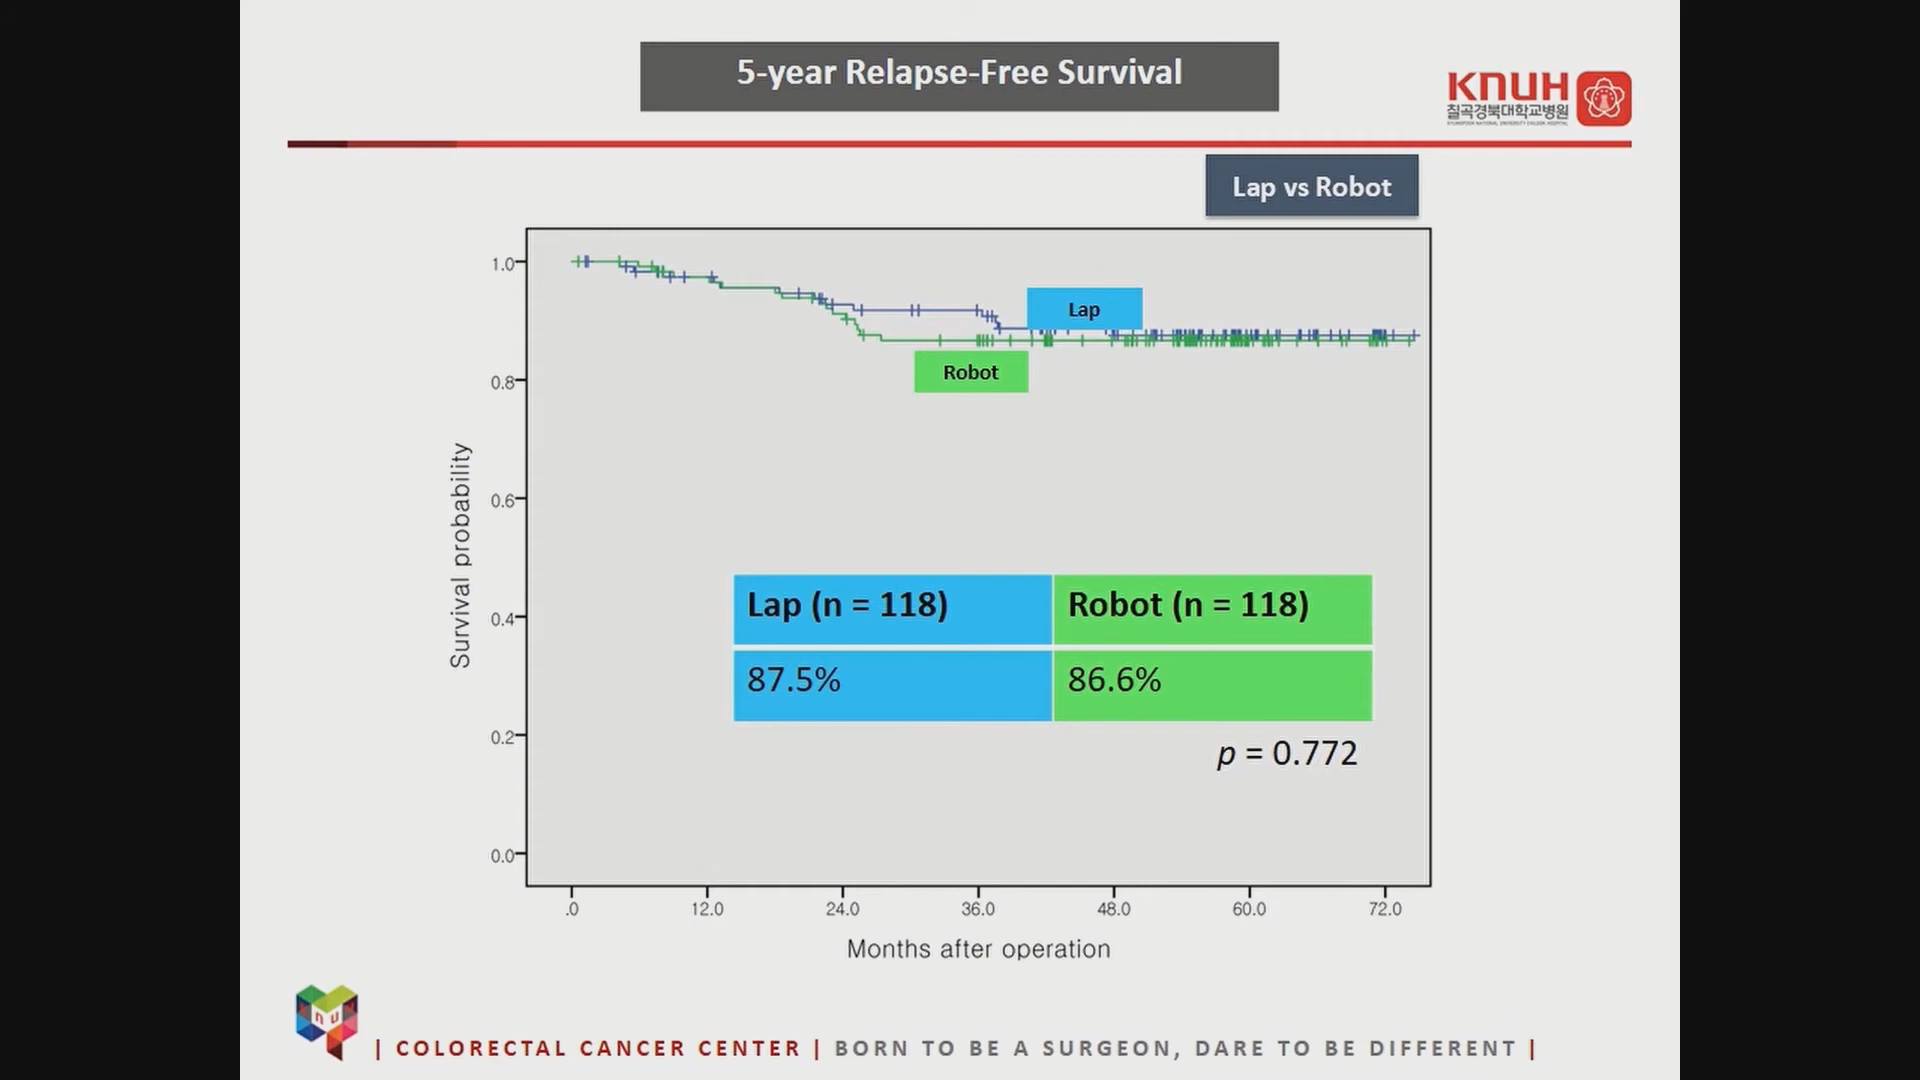 5-year Relapse-Free Survival
KNUH
칠곡경북대학교병원
Lap vs Robot
1.0
0.8
0.6
0.4
0.2
0.0
Survival probability
Lap
Robot
Lap (n = 118) Robot (n = 118)
87.5% 86.6%
p = 0.772
.0 12.0 24.0 36.0 48.0 60.0 72.0
Months after operation
| COLORECTAL CANCER CENTER | BORN TO BE A SURGEON, DARE TO BE DIFFERENT |